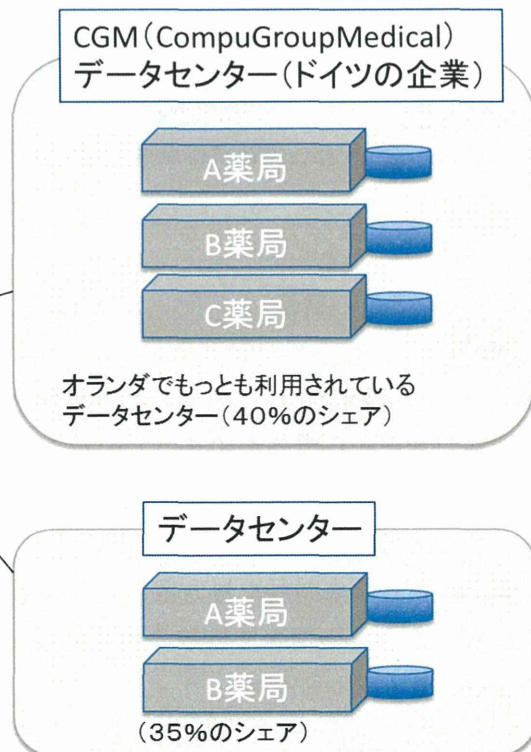 CGM(CompuGroupMedical)
データセンター(ドイツの企業)
A薬局
B薬局
C薬局
オランダでもっとも利用されている
データセンター(40%のシェア)
データセンター
A薬局
B薬局
(35%のシェア)